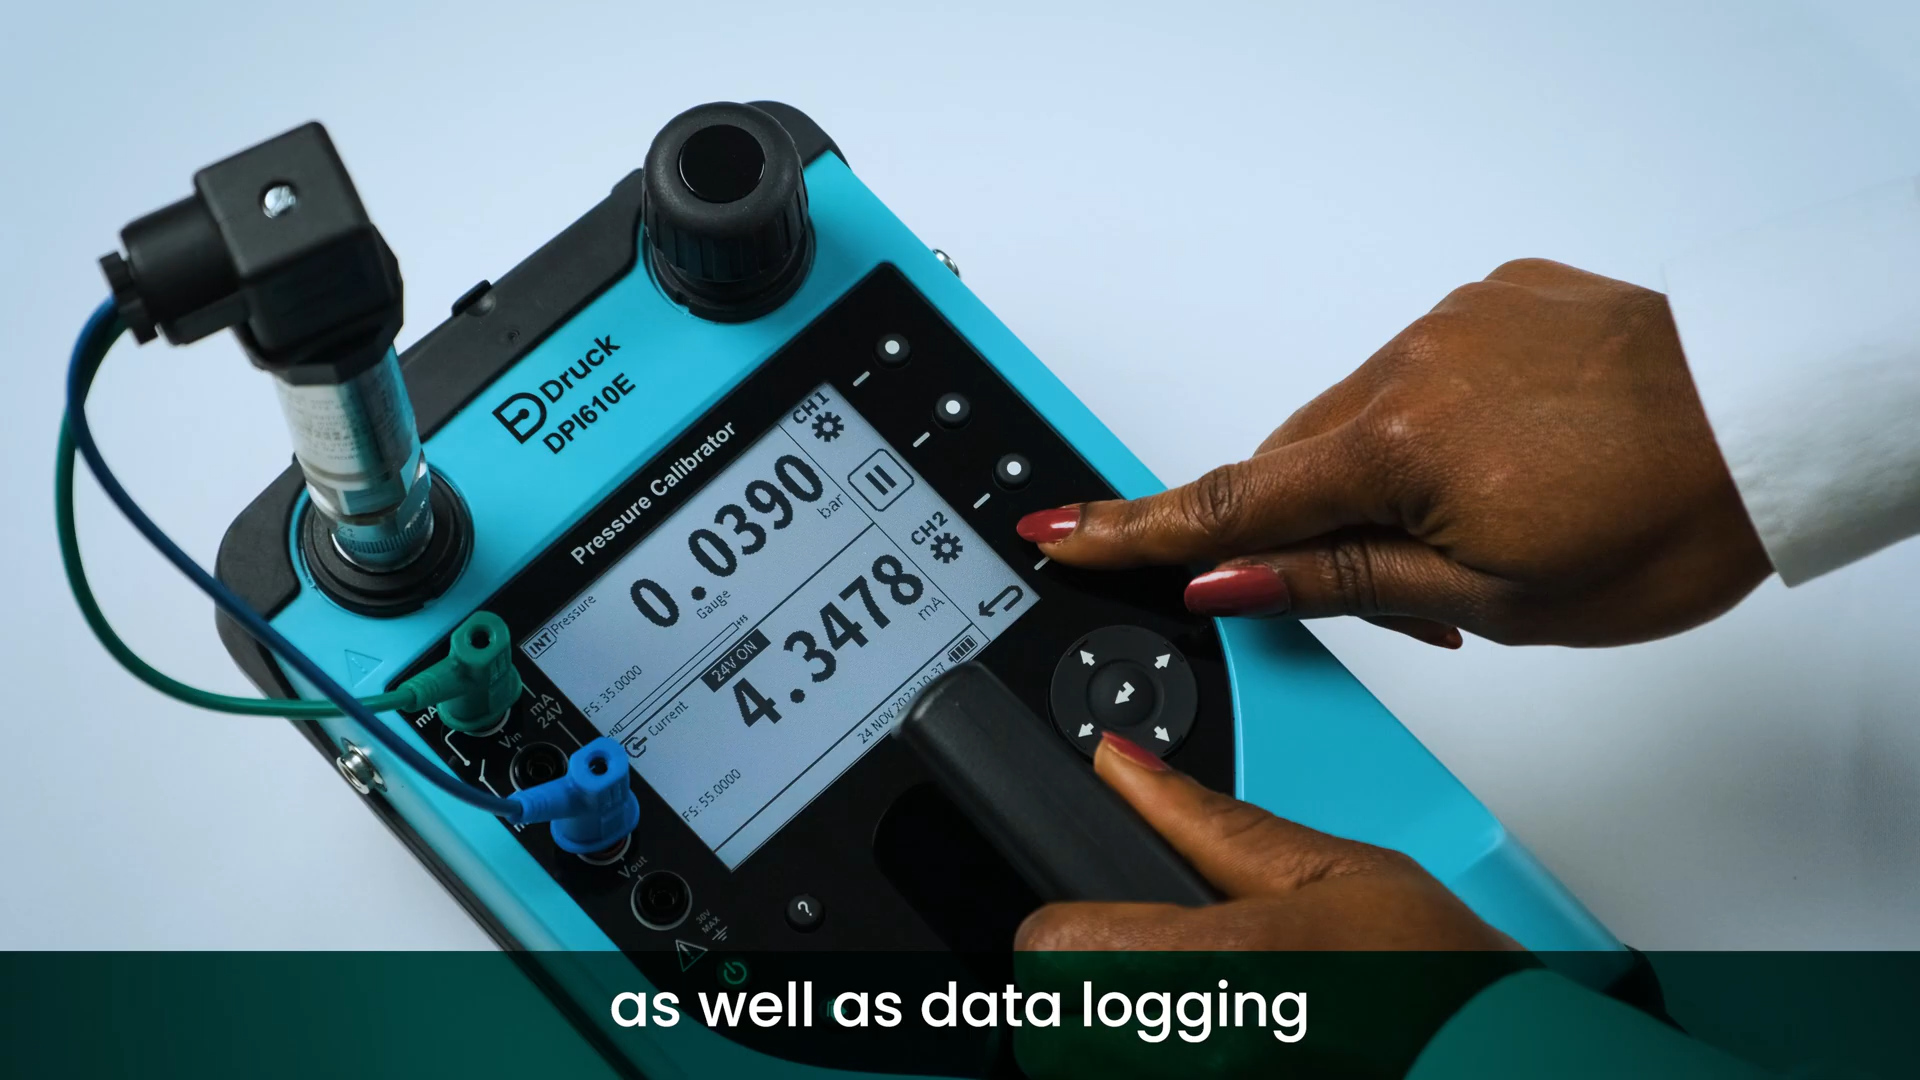 Druck
DPI610E
Pressure Calibrator
CH1
INT Pressure
0.0390
bar
Gauge
FS: 35.0000
CH2
24V ON
4.3478
mA
Current
FS: 55.0000
24 NOV 2022 10:37
mA
mA
24V
Vin
Vout
30V
MAX
?
as well as data logging